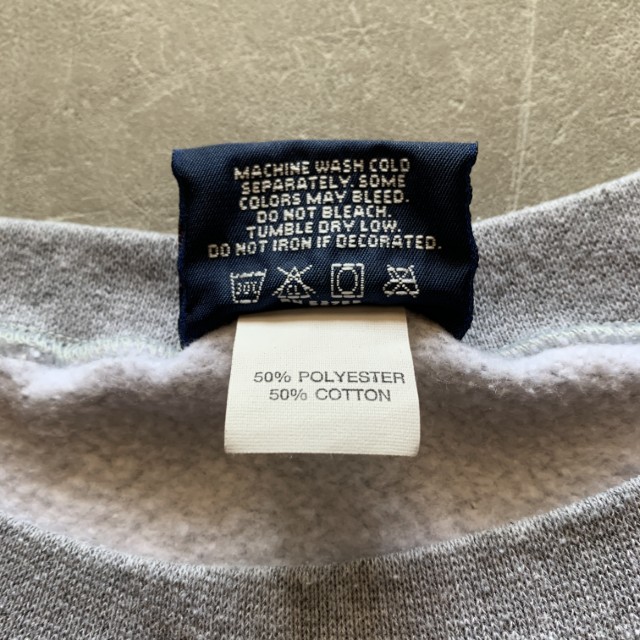 MACHINE WASH COLD
SEPARATELY. SOME
COLORS MAY BLEED.
DO NOT BLEACH.
TUMBLE DRY LOW.
DO NOT IRON IF DECORATED.
50% POLYESTER
50% COTTON